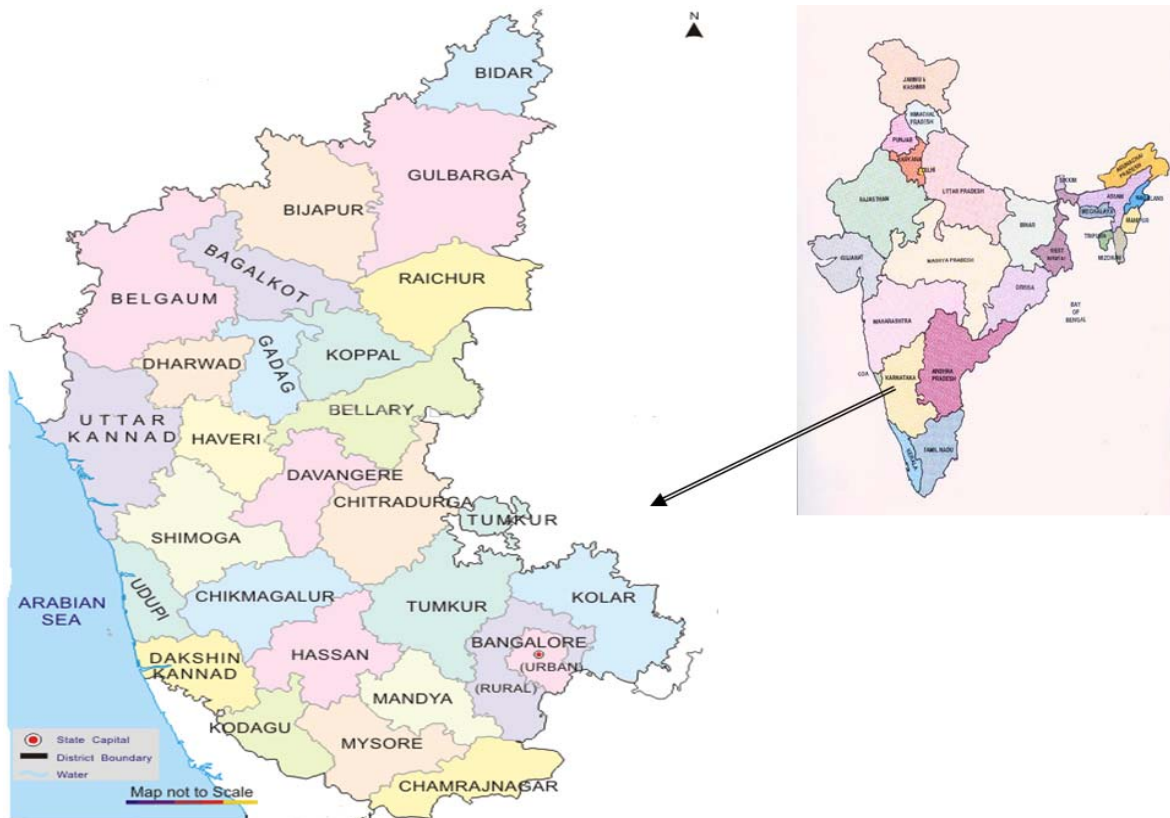 N
BIDAR
GULBARGA
BIJAPUR
BAGALKOT
RAICHUR
BELGAUM
GADAG
KOPPAL
DHARWAD
BELLARY
UTTAR
KANNAD
HAVERI
DAVANGERE
CHITRADURGA
TUMKUR
SHIMOGA
UDUPI
CHIKMAGALUR
TUMKUR
KOLAR
ARABIAN
SEA
BANGALORE
(URBAN)
(RURAL)
HASSAN
DAKSHIN
KANNAD
MANDYA
KODAGU
MYSORE
CHAMRAJNAGAR
State Capital
District Boundary
Water
Map not to Scale
JAMMU &
KASHMIR
HIMACHAL
PRADESH
PUNJAB
HARYANA
DELHI
RAJASTHAN
UTTAR PRADESH
SIKKIM
ARUNACHAL
PRADESH
ASSAM
NAGALAND
MEGHALAYA
MANIPUR
BIHAR
TRIPURA
MIZORAM
WEST
BENGAL
GUJARAT
MADHYA PRADESH
ORISSA
MAHARASHTRA
BAY
OF
BENGAL
GOA
KARNATAKA
ANDHRA
PRADESH
KERALA
TAMIL NADU